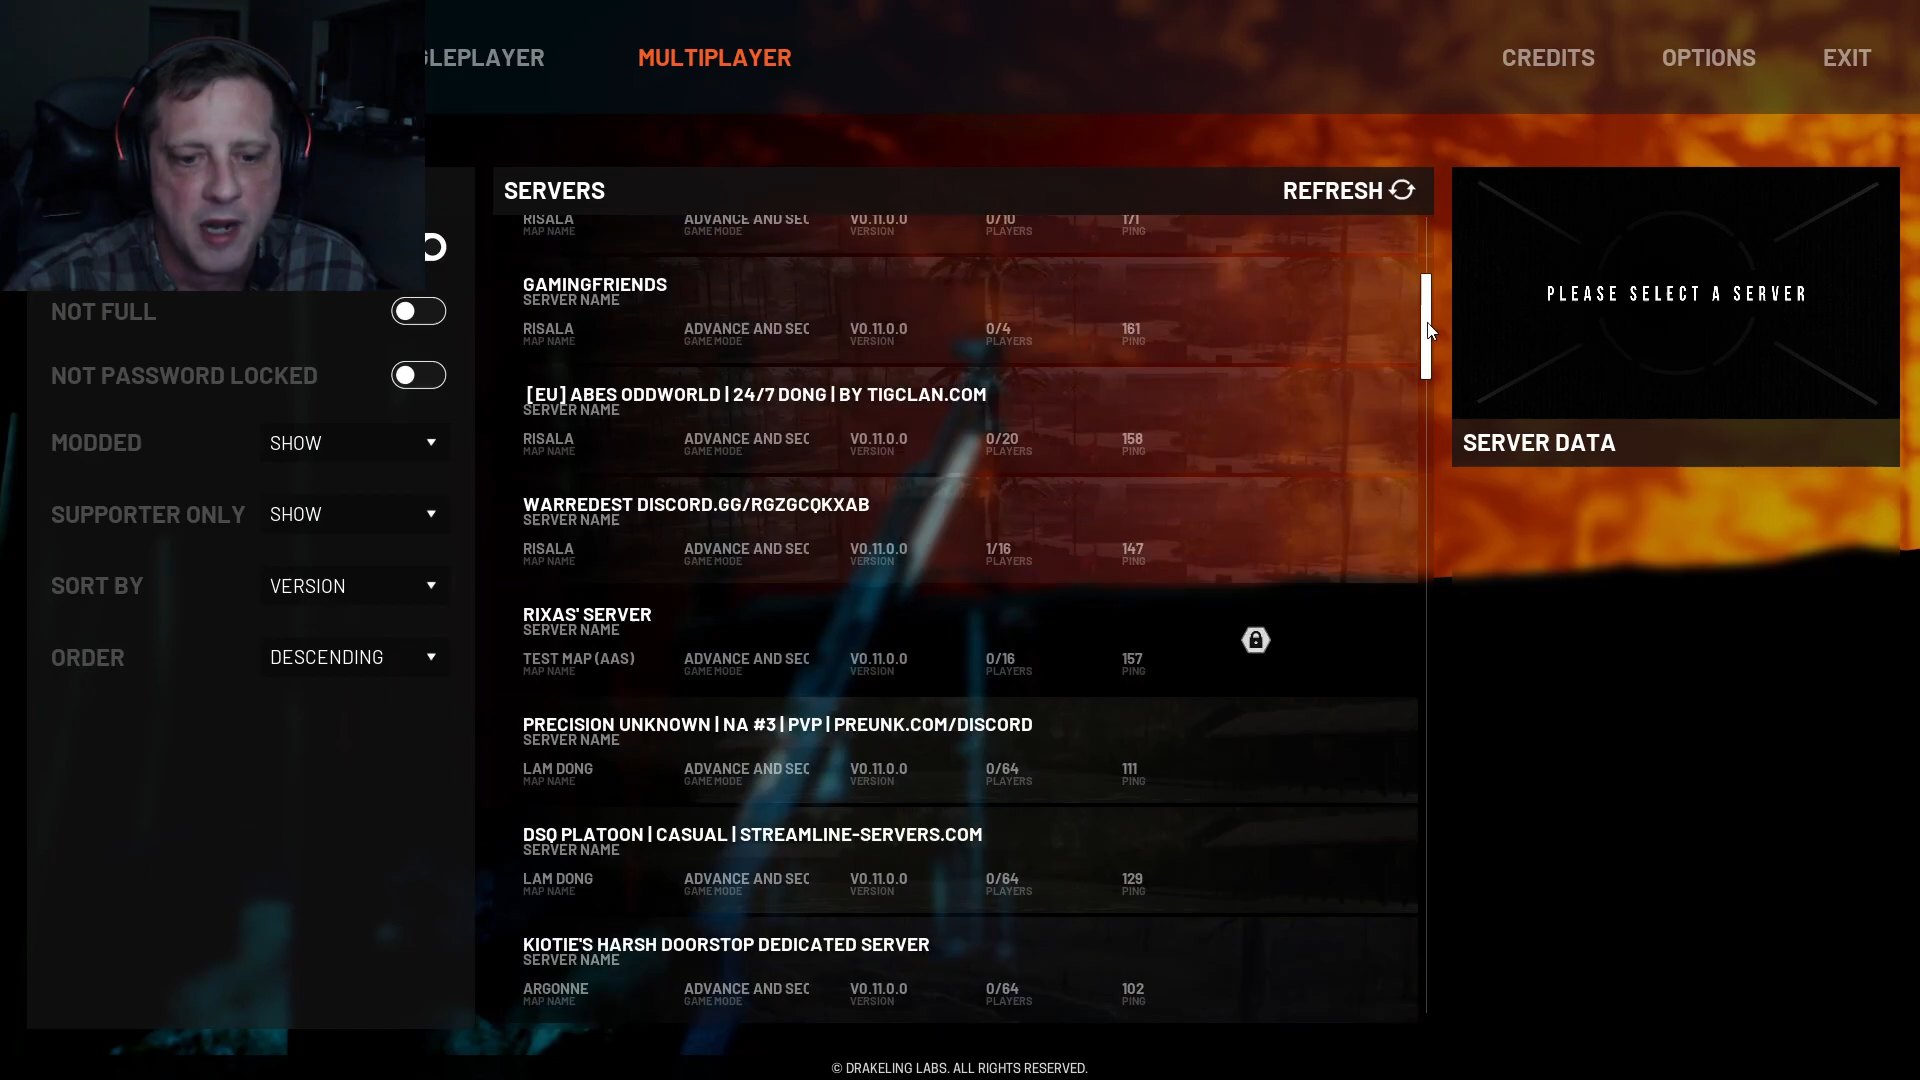 GLEPLAYER MULTIPLAYER CREDITS OPTIONS EXIT
SERVERS REFRESH
RISALA ADVANCE AND SEC V0.11.0.0 0/10 171
MAP NAME GAME MODE VERSION PLAYERS PING
GAMINGFRIENDS
SERVER NAME
RISALA ADVANCE AND SEC V0.11.0.0 0/4 161
MAP NAME GAME MODE VERSION PLAYERS PING
[EU] ABES ODDWORLD | 24/7 DONG | BY TIGCLAN.COM
SERVER NAME
RISALA ADVANCE AND SEC V0.11.0.0 0/20 158
MAP NAME GAME MODE VERSION PLAYERS PING
WARREDEST DISCORD.GG/RGZGCQKXAB
SERVER NAME
RISALA ADVANCE AND SEC V0.11.0.0 1/16 147
MAP NAME GAME MODE VERSION PLAYERS PING
RIXAS' SERVER
SERVER NAME
TEST MAP (AAS) ADVANCE AND SEC V0.11.0.0 0/16 157
MAP NAME GAME MODE VERSION PLAYERS PING
PRECISION UNKNOWN | NA #3 | PVP | PREUNK.COM/DISCORD
SERVER NAME
LAM DONG ADVANCE AND SEC V0.11.0.0 0/64 111
MAP NAME GAME MODE VERSION PLAYERS PING
DSQ PLATOON | CASUAL | STREAMLINE-SERVERS.COM
SERVER NAME
LAM DONG ADVANCE AND SEC V0.11.0.0 0/64 129
MAP NAME GAME MODE VERSION PLAYERS PING
KIOTIE'S HARSH DOORSTOP DEDICATED SERVER
SERVER NAME
ARGONNE ADVANCE AND SEC V0.11.0.0 0/64 102
MAP NAME GAME MODE VERSION PLAYERS PING
NOT FULL
NOT PASSWORD LOCKED
MODDED SHOW
SUPPORTER ONLY SHOW
SORT BY VERSION
ORDER DESCENDING
PLEASE SELECT A SERVER
SERVER DATA
© DRAKELING LABS. ALL RIGHTS RESERVED.